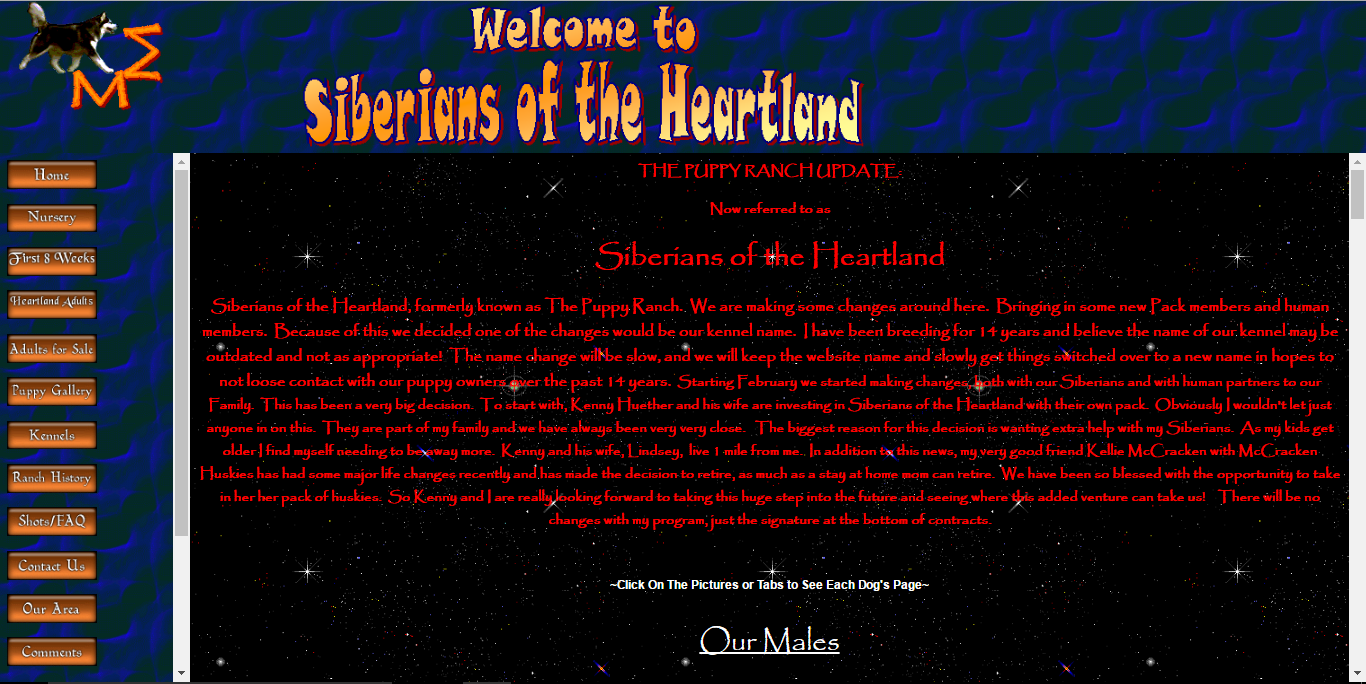 Welcome to
Siberians of the Heartland
M M
Home
Nursery
First 8 Weeks
Heartland Adults
Adults for Sale
Puppy Gallery
Kennels
Ranch History
Shots/FAQ
Contact Us
Our Area
Comments
THE PUPPY RANCH UPDATE.
Now referred to as
Siberians of the Heartland
Siberians of the Heartland, formerly known as The Puppy Ranch. We are making some changes around here. Bringing in some new Pack members and human
members. Because of this we decided one of the changes would be our kennel name. I have been breeding for 14 years and believe the name of our kennel may be
outdated and not as appropriate! The name change will be slow, and we will keep the website name and slowly get things switched over to a new name in hopes to
not loose contact with our puppy owners over the past 14 years. Starting February we started making changes, both with our Siberians and with human partners to our
Family. This has been a very big decision. To start with, Kenny Huether and his wife are investing in Siberians of the Heartland with their own pack. Obviously I wouldn't let just
anyone in on this. They are part of my family and we have always been very very close. The biggest reason for this decision is wanting extra help with my Siberians. As my kids get
older I find myself needing to be away more. Kenny and his wife, Lindsey, live 1 mile from me. In addition to this news, my very good friend Kellie McCracken with McCracken
Huskies has had some major life changes recently and has made the decision to retire, as much as a stay at home mom can retire. We have been so blessed with the opportunity to take
in her her pack of huskies. So Kenny and I are really looking forward to taking this huge step into the future and seeing where this added venture can take us! There will be no
changes with my program, just the signature at the bottom of contracts.
~Click On The Pictures or Tabs to See Each Dog's Page~
Our Males